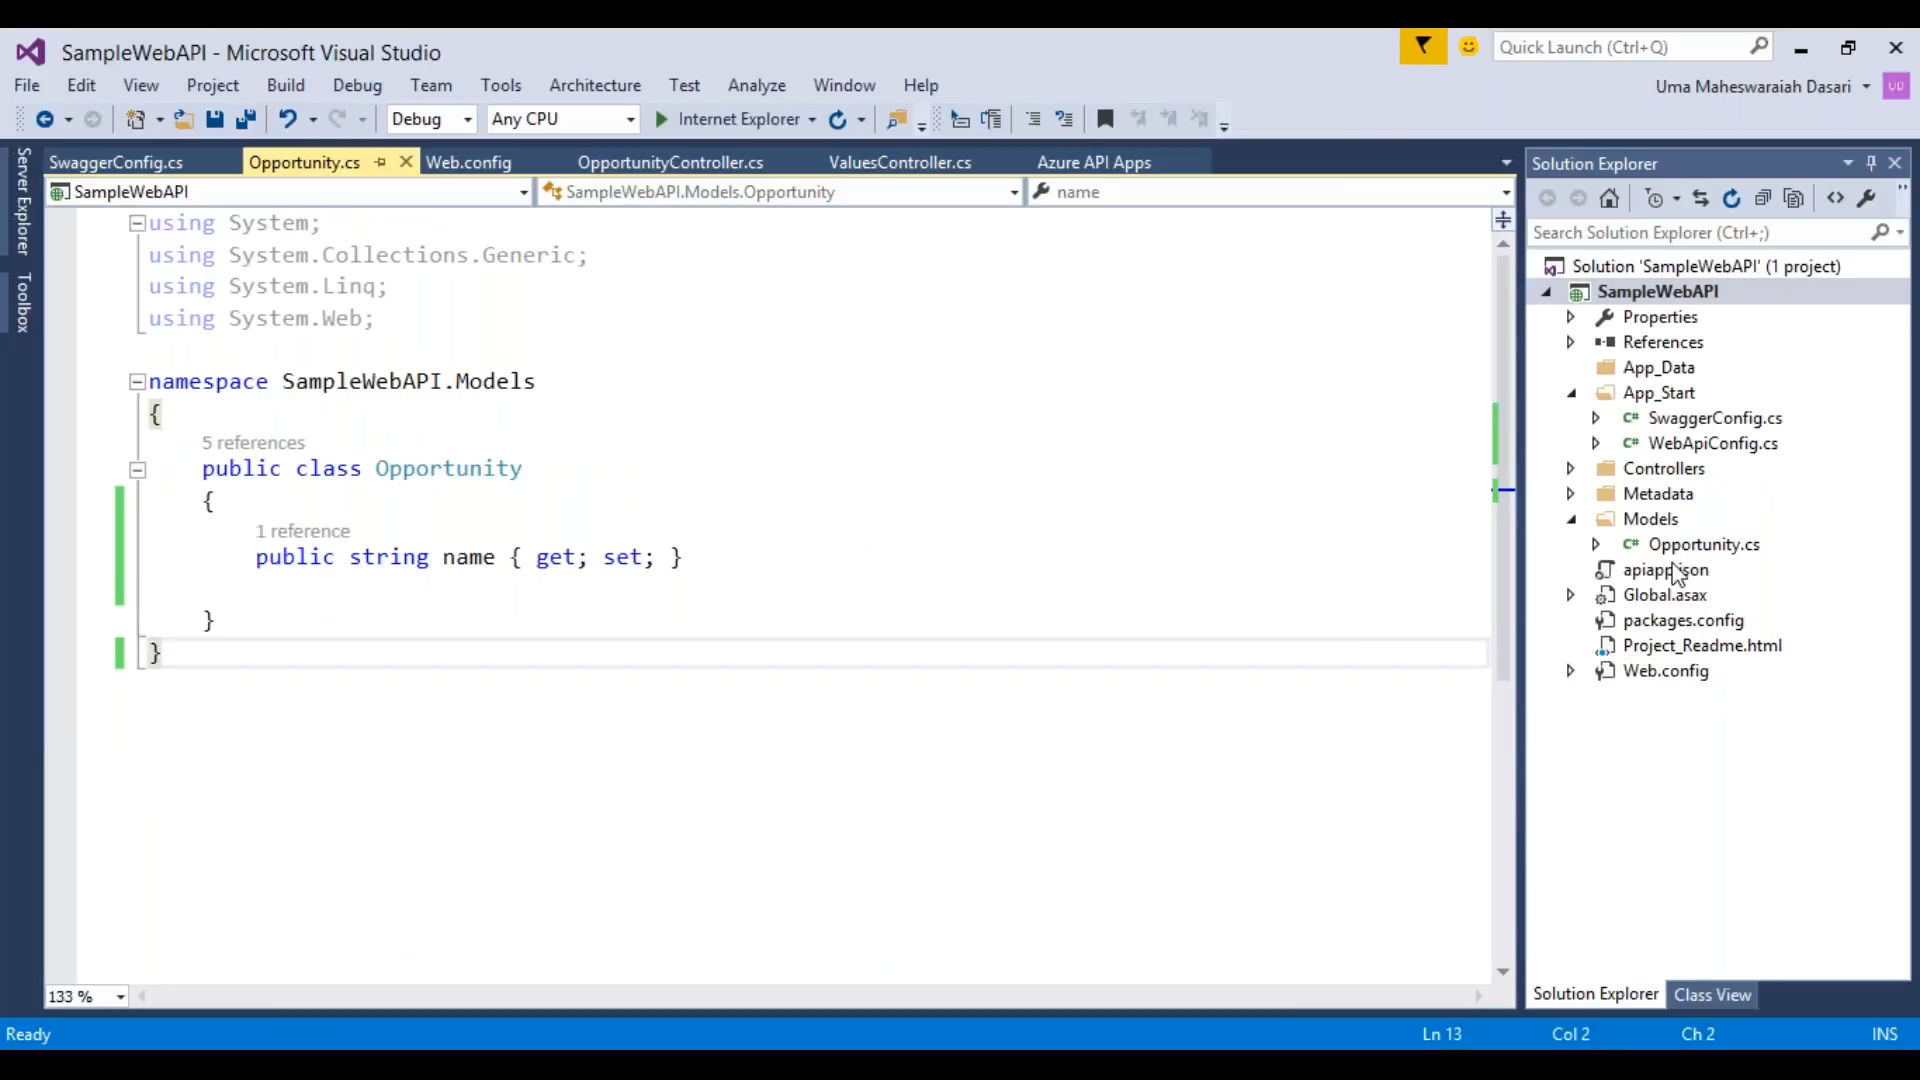 SampleWebAPI - Microsoft Visual Studio
Quick Launch (Ctrl+Q)
File Edit View Project Build Debug Team Tools Architecture Test Analyze Window Help
Uma Maheswaraiah Dasari UD
Debug Any CPU Internet Explorer
Server Explorer
Toolbox
SwaggerConfig.cs Opportunity.cs Web.config OpportunityController.cs ValuesController.cs Azure API Apps
SampleWebAPI SampleWebAPI.Models.Opportunity name
using System;
using System.Collections.Generic;
using System.Linq;
using System.Web;
namespace SampleWebAPI.Models
{
5 references
public class Opportunity
{
1 reference
public string name { get; set; }
}
}
133 %
Solution Explorer
Search Solution Explorer (Ctrl+;)
Solution 'SampleWebAPI' (1 project)
SampleWebAPI
Properties
References
App_Data
App_Start
C# SwaggerConfig.cs
C# WebApiConfig.cs
Controllers
Metadata
Models
C# Opportunity.cs
apiapp.json
Global.asax
packages.config
Project_Readme.html
Web.config
Solution Explorer Class View
Ready Ln 13 Col 2 Ch 2 INS